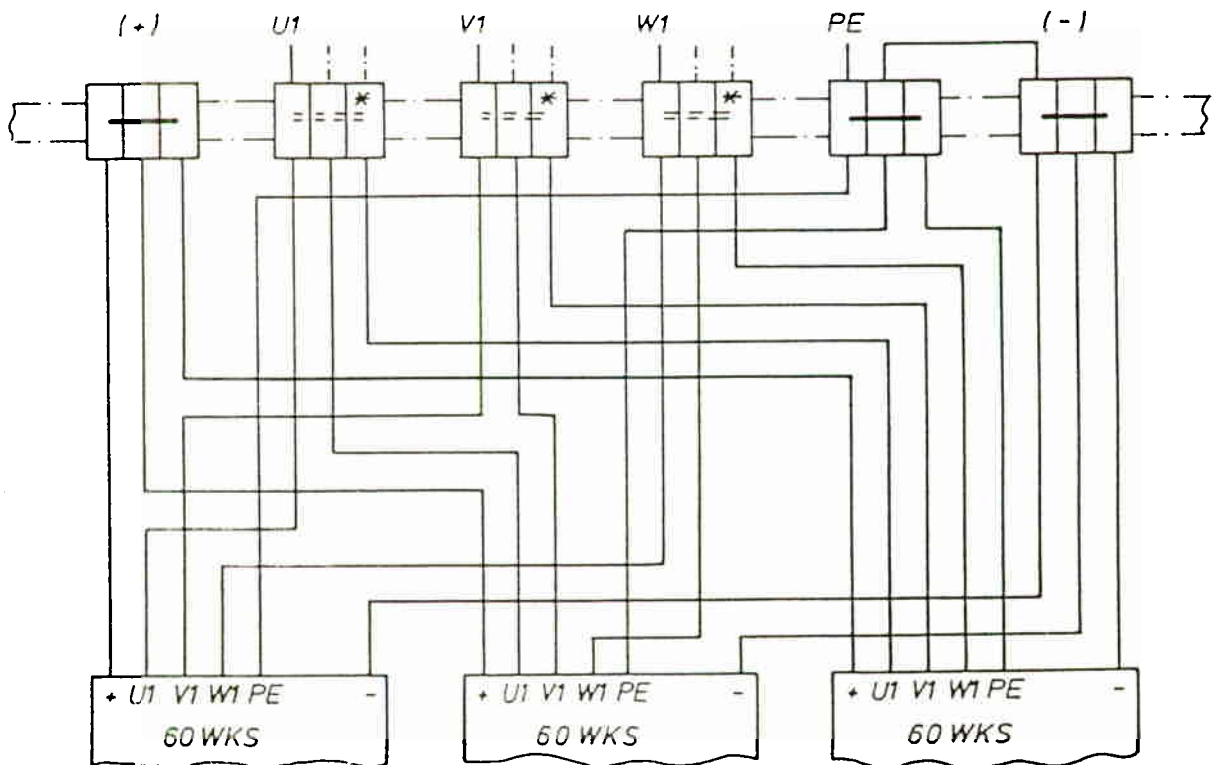 (+) U1 V1 W1 PE (-)
* * *
+ U1 V1 W1 PE - + U1 V1 W1 PE - + U1 V1 W1 PE -
60 WKS 60 WKS 60 WKS